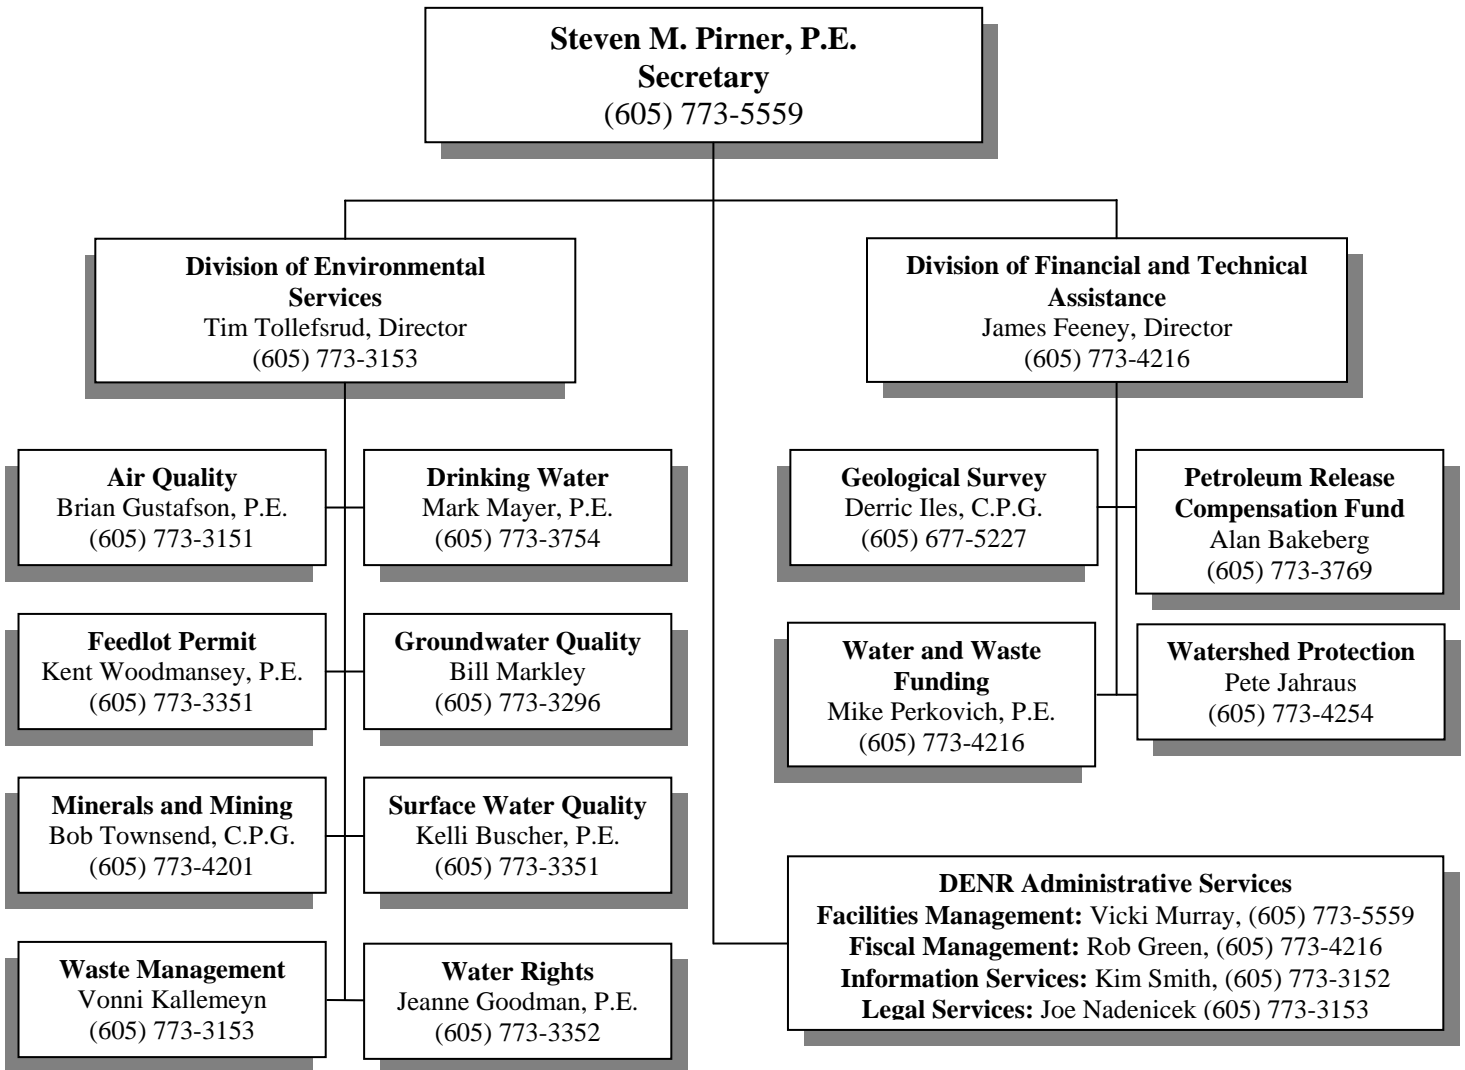 Steven M. Pirner, P.E.
Secretary
(605) 773-5559
Division of Environmental
Services
Tim Tollefsrud, Director
(605) 773-3153
Division of Financial and Technical
Assistance
James Feeney, Director
(605) 773-4216
Air Quality
Brian Gustafson, P.E.
(605) 773-3151
Drinking Water
Mark Mayer, P.E.
(605) 773-3754
Geological Survey
Derric Iles, C.P.G.
(605) 677-5227
Petroleum Release
Compensation Fund
Alan Bakeberg
(605) 773-3769
Feedlot Permit
Kent Woodmansey, P.E.
(605) 773-3351
Groundwater Quality
Bill Markley
(605) 773-3296
Water and Waste
Funding
Mike Perkovich, P.E.
(605) 773-4216
Watershed Protection
Pete Jahraus
(605) 773-4254
Minerals and Mining
Bob Townsend, C.P.G.
(605) 773-4201
Surface Water Quality
Kelli Buscher, P.E.
(605) 773-3351
DENR Administrative Services
Facilities Management: Vicki Murray, (605) 773-5559
Fiscal Management: Rob Green, (605) 773-4216
Information Services: Kim Smith, (605) 773-3152
Legal Services: Joe Nadenicek (605) 773-3153
Waste Management
Vonni Kallemeyn
(605) 773-3153
Water Rights
Jeanne Goodman, P.E.
(605) 773-3352